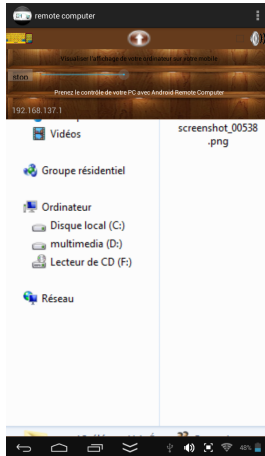 remote computer
Visualiser l'affichage de votre ordinateur sur votre mobile
ston
Prenez le contrôle de votre PC avec Android Remote Computer
192.168.137.1
Vidéos
screenshot_00538
.png
Groupe résidentiel
Ordinateur
Disque local (C:)
multimedia (D:)
Lecteur de CD (F:)
Réseau
48%